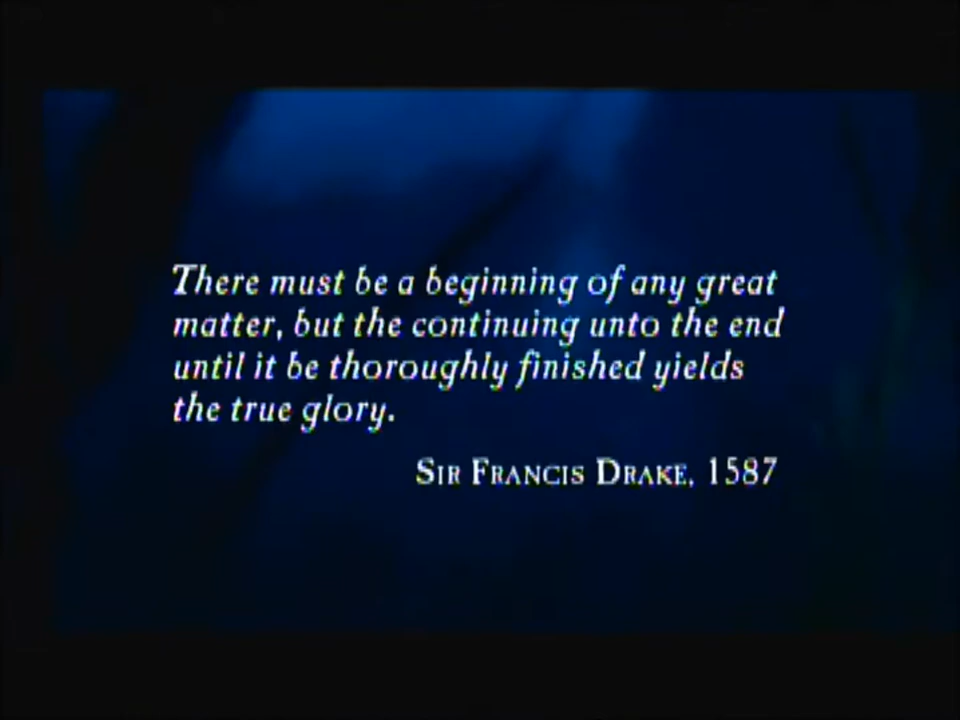 There must be a beginning of any great
matter, but the continuing unto the end
until it be thoroughly finished yields
the true glory.
Sir Francis Drake, 1587